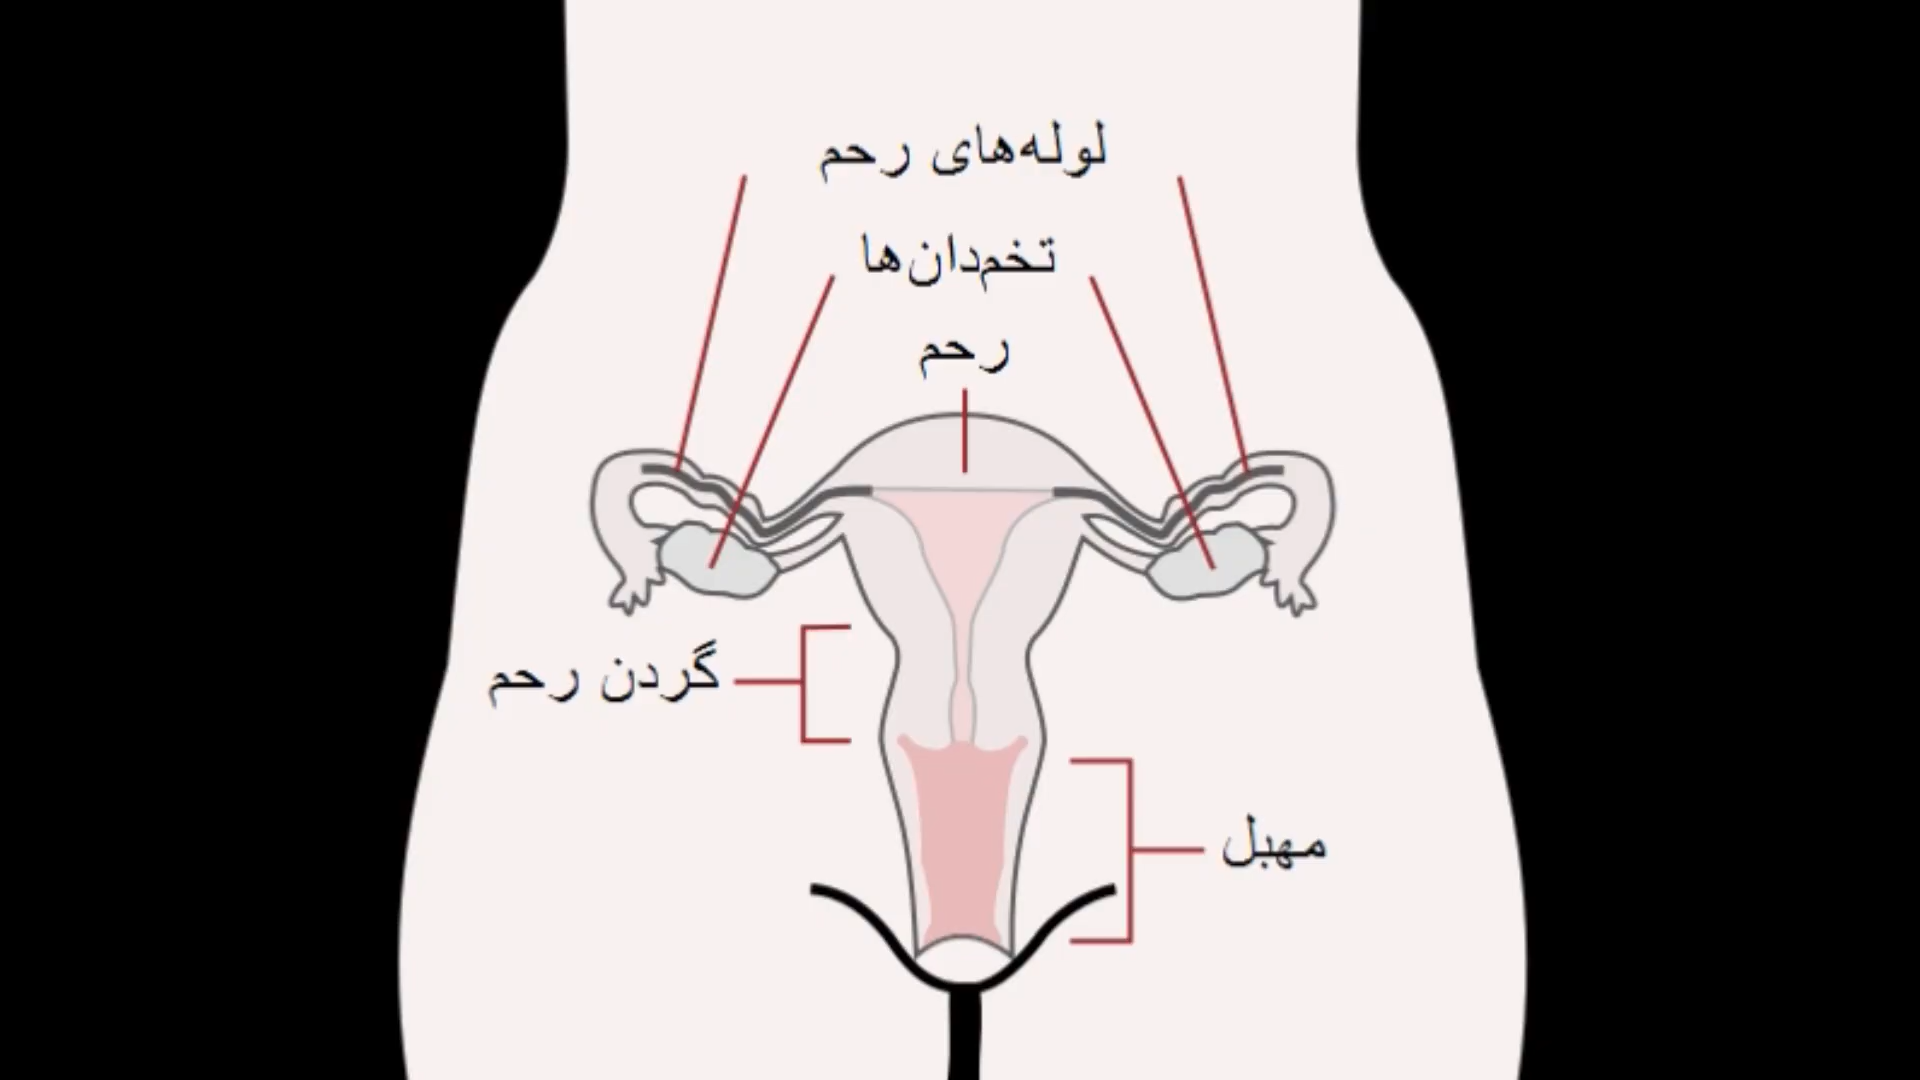 لوله‌های رحم
تخم‌دان‌ها
رحم
گردن رحم
مهبل